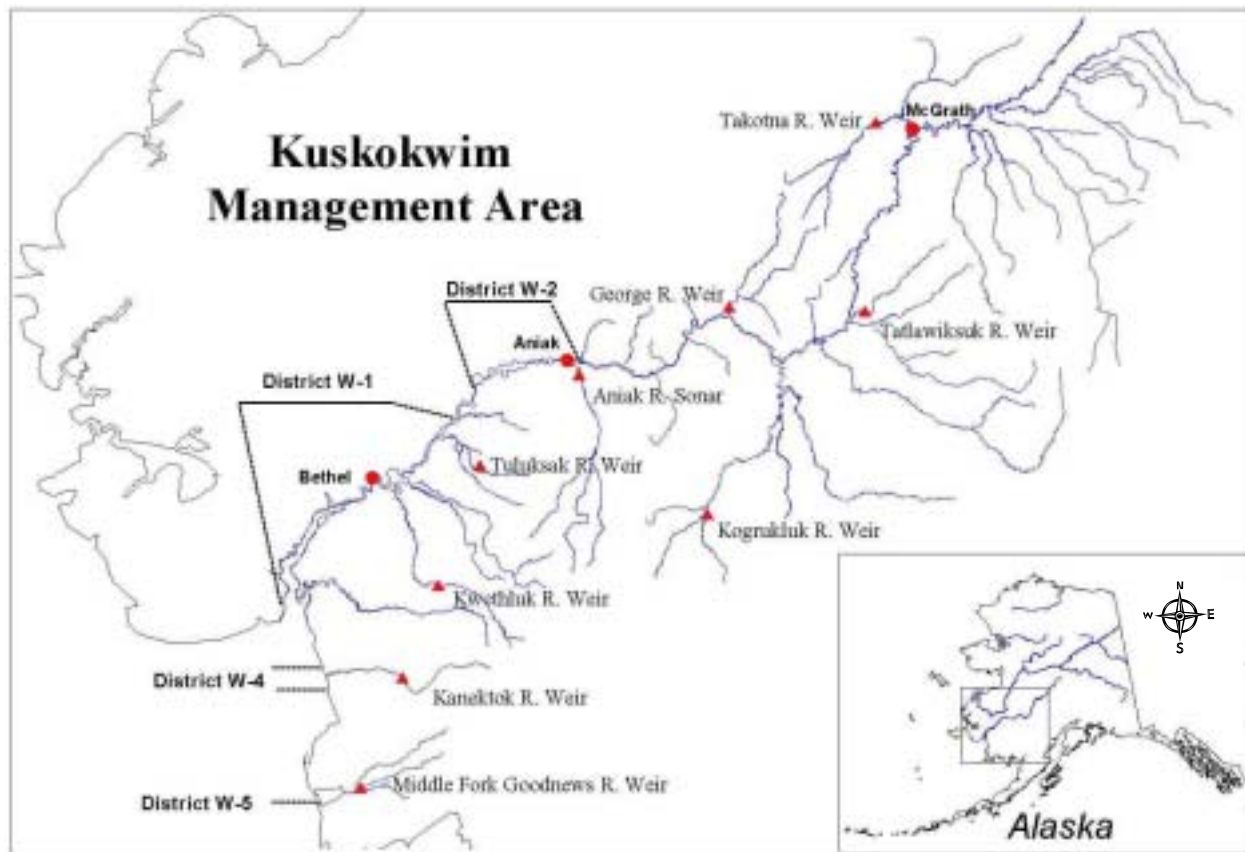 Kuskokwim
Management Area
McGrath
Takotna R. Weir
District W-2
George R. Weir
Tatlawiksuk R. Weir
Aniak
District W-1
Aniak R. Sonar
Bethel
Tuluksak R. Weir
Kogrukluk R. Weir
Kwethluk R. Weir
N
W
E
S
District W-4
Kanektok R. Weir
Middle Fork Goodnews R. Weir
District W-5
Alaska